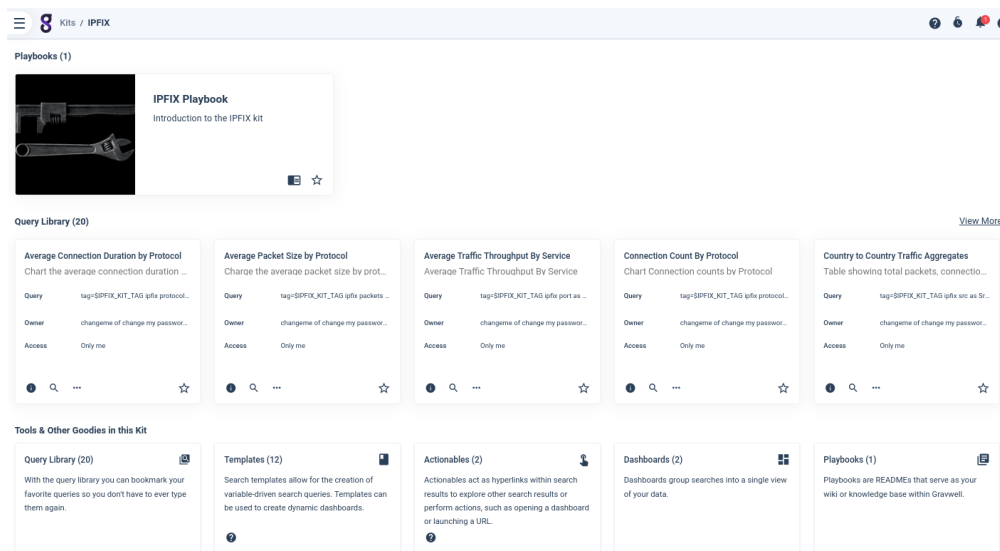 Kits / IPFIX
1
Playbooks (1)
IPFIX Playbook
Introduction to the IPFIX kit
Query Library (20)
View More
Average Connection Duration by Protocol
Chart the average connection duration ...
Query tag=$IPFIX_KIT_TAG ipfix protocol...
Owner changeme of change my passwor...
Access Only me
Average Packet Size by Protocol
Charge the average packet size by prot...
Query tag=$IPFIX_KIT_TAG ipfix packets ...
Owner changeme of change my passwor...
Access Only me
Average Traffic Throughput By Service
Average Traffic Throughput By Service
Query tag=$IPFIX_KIT_TAG ipfix port as ...
Owner changeme of change my passwor...
Access Only me
Connection Count By Protocol
Chart Connection counts by Protocol
Query tag=$IPFIX_KIT_TAG ipfix protocol...
Owner changeme of change my passwor...
Access Only me
Country to Country Traffic Aggregates
Table showing total packets, connectio...
Query tag=$IPFIX_KIT_TAG ipfix src as Sr...
Owner changeme of change my passwor...
Access Only me
Tools & Other Goodies in this Kit
Query Library (20)
With the query library you can bookmark your
favorite queries so you don't have to ever type
them again.
Templates (12)
Search templates allow for the creation of
variable-driven search queries. Templates can
be used to create dynamic dashboards.
Actionables (2)
Actionables act as hyperlinks within search
results to explore other search results or
perform actions, such as opening a dashboard
or launching a URL.
Dashboards (2)
Dashboards group searches into a single view
of your data.
Playbooks (1)
Playbooks are READMEs that serve as your
wiki or knowledge base within Gravwell.